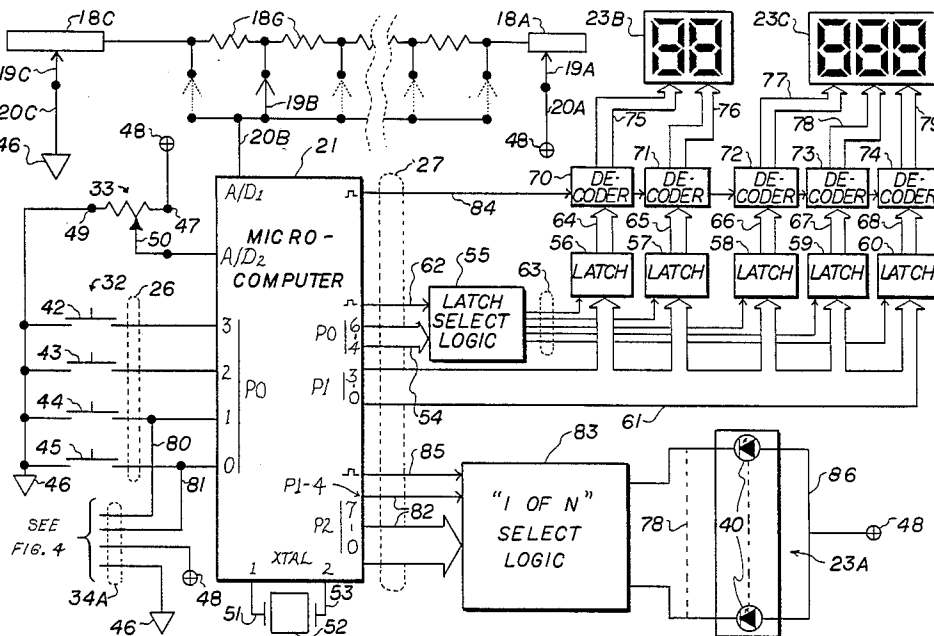 18C 18G 18A 23B 23C
88 888
19C 19B 19A 77
20C 20B 20A 75 76 78 79
46 48 21 27 48
33 70 71 72 73 74
A/D1 DE-CODER DE-CODER DE-CODER DE-CODER DE-CODER
49 47 84 64 65 66 67 68
50 MICRO- 56 57 58 59 60
A/D2 COMPUTER 62 55 63
32 26 LATCH LATCH LATCH LATCH LATCH
42 3 LATCH
43 2 P0 P0 6 SELECT
44 1 4 LOGIC
45 0 P1 3 54
80 0 61
46 81 85 83
P1-4 "1 OF N"
SEE P2 7 82 SELECT 78 40 86 48
FIG. 4 1 LOGIC 23A
0
34A 48 XTAL
46 1 2
51 53
52